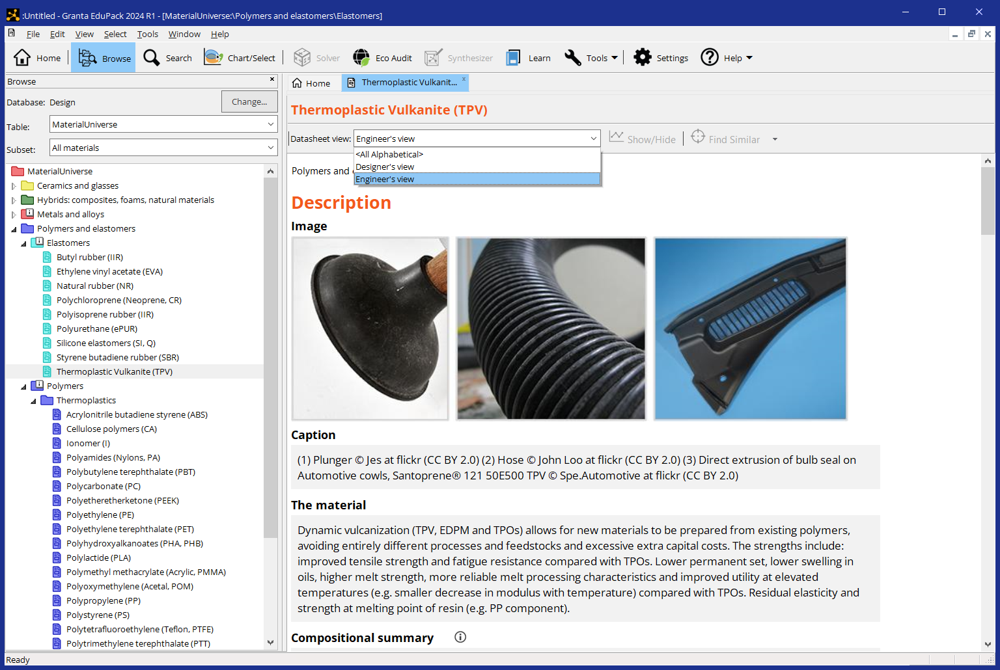 :Untitled - Granta EduPack 2024 R1 - [MaterialUniverse:\Polymers and elastomers\Elastomers]
File Edit View Select Tools Window Help
Home Browse Search Chart/Select Solver Eco Audit Synthesizer Learn Tools Settings Help
Browse
Database: Design Change...
Table: MaterialUniverse
Subset: All materials
MaterialUniverse
Ceramics and glasses
Hybrids: composites, foams, natural materials
Metals and alloys
Polymers and elastomers
Elastomers
Butyl rubber (IIR)
Ethylene vinyl acetate (EVA)
Natural rubber (NR)
Polychloroprene (Neoprene, CR)
Polyisoprene rubber (IIR)
Polyurethane (ePUR)
Silicone elastomers (SI, Q)
Styrene butadiene rubber (SBR)
Thermoplastic Vulkanite (TPV)
Polymers
Thermoplastics
Acrylonitrile butadiene styrene (ABS)
Cellulose polymers (CA)
Ionomer (I)
Polyamides (Nylons, PA)
Polybutylene terephthalate (PBT)
Polycarbonate (PC)
Polyetheretherketone (PEEK)
Polyethylene (PE)
Polyethylene terephthalate (PET)
Polyhydroxyalkanoates (PHA, PHB)
Polylactide (PLA)
Polymethyl methacrylate (Acrylic, PMMA)
Polyoxymethylene (Acetal, POM)
Polypropylene (PP)
Polystyrene (PS)
Polytetrafluoroethylene (Teflon, PTFE)
Polytrimethylene terephthalate (PTT)
Home Thermoplastic Vulkanit...
Thermoplastic Vulkanite (TPV)
Datasheet view: Engineer's view Show/Hide Find Similar
<All Alphabetical>
Designer's view
Engineer's view
Polymers and
Description
Image
Caption
(1) Plunger © Jes at flickr (CC BY 2.0) (2) Hose © John Loo at flickr (CC BY 2.0) (3) Direct extrusion of bulb seal on
Automotive cowls, Santoprene® 121 50E500 TPV © Spe.Automotive at flickr (CC BY 2.0)
The material
Dynamic vulcanization (TPV, EDPM and TPOs) allows for new materials to be prepared from existing polymers,
avoiding entirely different processes and feedstocks and excessive extra capital costs. The strengths include:
improved tensile strength and fatigue resistance compared with TPOs. Lower permanent set, lower swelling in
oils, higher melt strength, more reliable melt processing characteristics and improved utility at elevated
temperatures (e.g. smaller decrease in modulus with temperature) compared with TPOs. Residual elasticity and
strength at melting point of resin (e.g. PP component).
Compositional summary
Ready